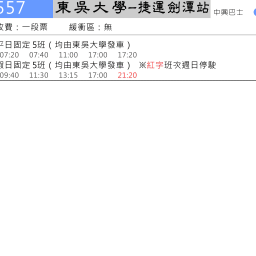 557 東吳大學--捷運劍潭站 中興巴士
收費：一段票 緩衝區：無
平日固定 5班（均由東吳大學發車）
07:20 07:40 11:00 17:00 17:20
假日固定 5班（均由東吳大學發車） ※紅字班次週日停駛
09:40 11:30 13:15 17:00 21:20